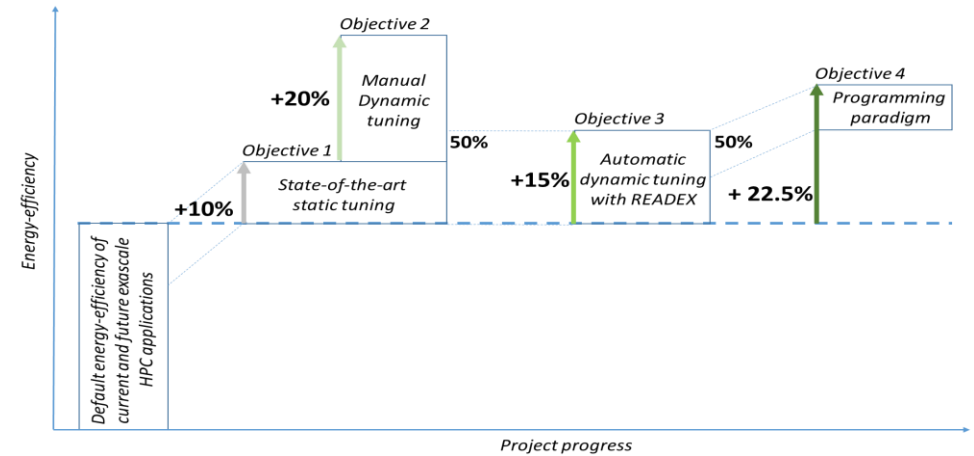 Objective 2
Manual
Dynamic
tuning
+20%
Objective 1
State-of-the-art
static tuning
+10%
50%
Objective 3
Automatic
dynamic tuning
with READEX
+15%
50%
Objective 4
Programming
paradigm
+ 22.5%
Energy-efficiency
Default energy-efficiency of
current and future exascale
HPC applications
Project progress